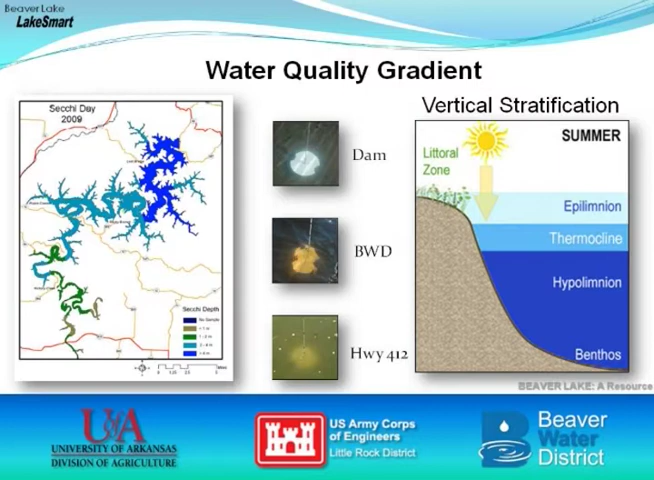 Beaver Lake
LakeSmart
Water Quality Gradient
Secchi Day
2009
Secchi Depth
No Sample
< 1 m
Dam
BWD
Hwy 412
Vertical Stratification
SUMMER
Littoral
Zone
Epilimnion
Thermocline
Hypolimnion
Benthos
BEAVER LAKE: A Resource
UofA
UNIVERSITY OF ARKANSAS
DIVISION OF AGRICULTURE
US Army Corps
of Engineers
Little Rock District
Beaver
Water
District